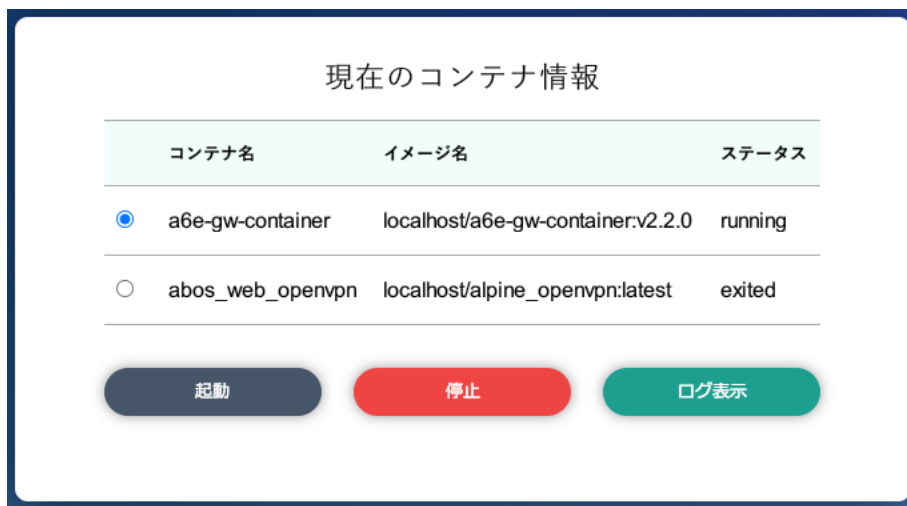 現在のコンテナ情報
コンテナ名 イメージ名 ステータス
a6e-gw-container localhost/a6e-gw-container:v2.2.0 running
abos_web_openvpn localhost/alpine_openvpn:latest exited
起動 停止 ログ表示